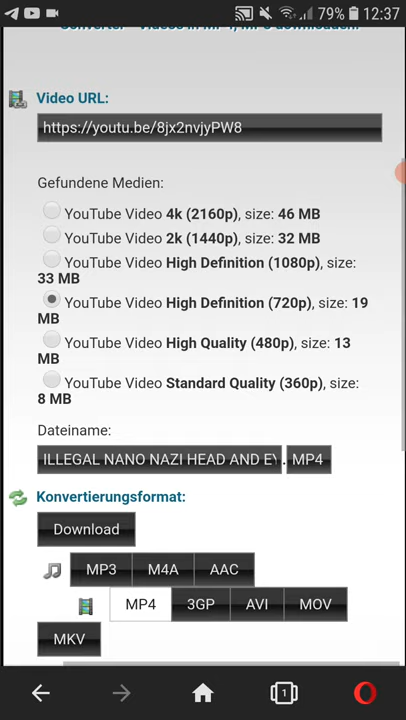 79% 12:37
Video URL:
https://youtu.be/8jx2nvjyPW8
Gefundene Medien:
YouTube Video 4k (2160p), size: 46 MB
YouTube Video 2k (1440p), size: 32 MB
YouTube Video High Definition (1080p), size:
33 MB
YouTube Video High Definition (720p), size: 19
MB
YouTube Video High Quality (480p), size: 13
MB
YouTube Video Standard Quality (360p), size:
8 MB
Dateiname:
ILLEGAL NANO NAZI HEAD AND . MP4
Konvertierungsformat:
Download
MP3 M4A AAC
MP4 3GP AVI MOV
MKV
1